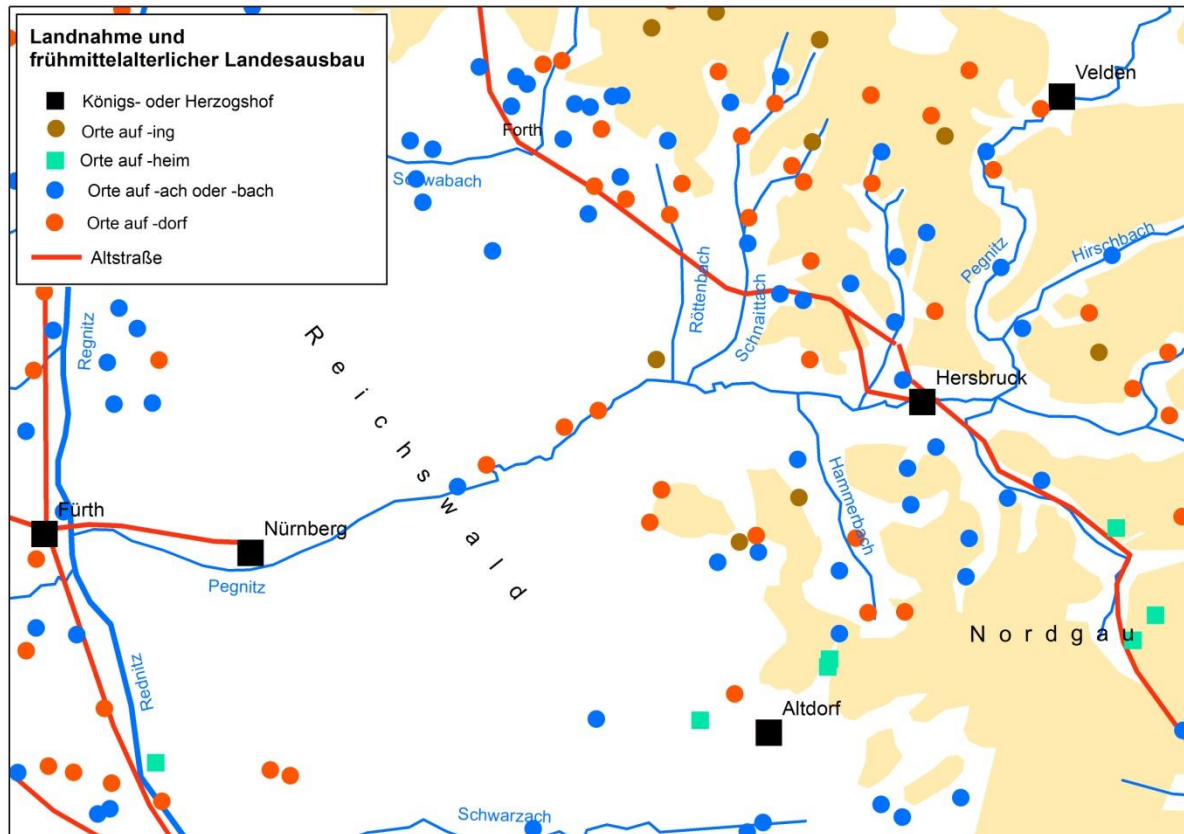 Landnahme und
frühmittelalterlicher Landesausbau
Königs- oder Herzogshof
Orte auf -ing
Orte auf -heim
Orte auf -ach oder -bach
Orte auf -dorf
Altstraße
Velden
Forth
Schwabach
Hirschbach
Pegnitz
Röttenbach
Schnaittach
Regnitz
Reichswald
Hersbruck
Hammerbach
Fürth
Nürnberg
Pegnitz
Nordgau
Rednitz
Altdorf
Schwarzach